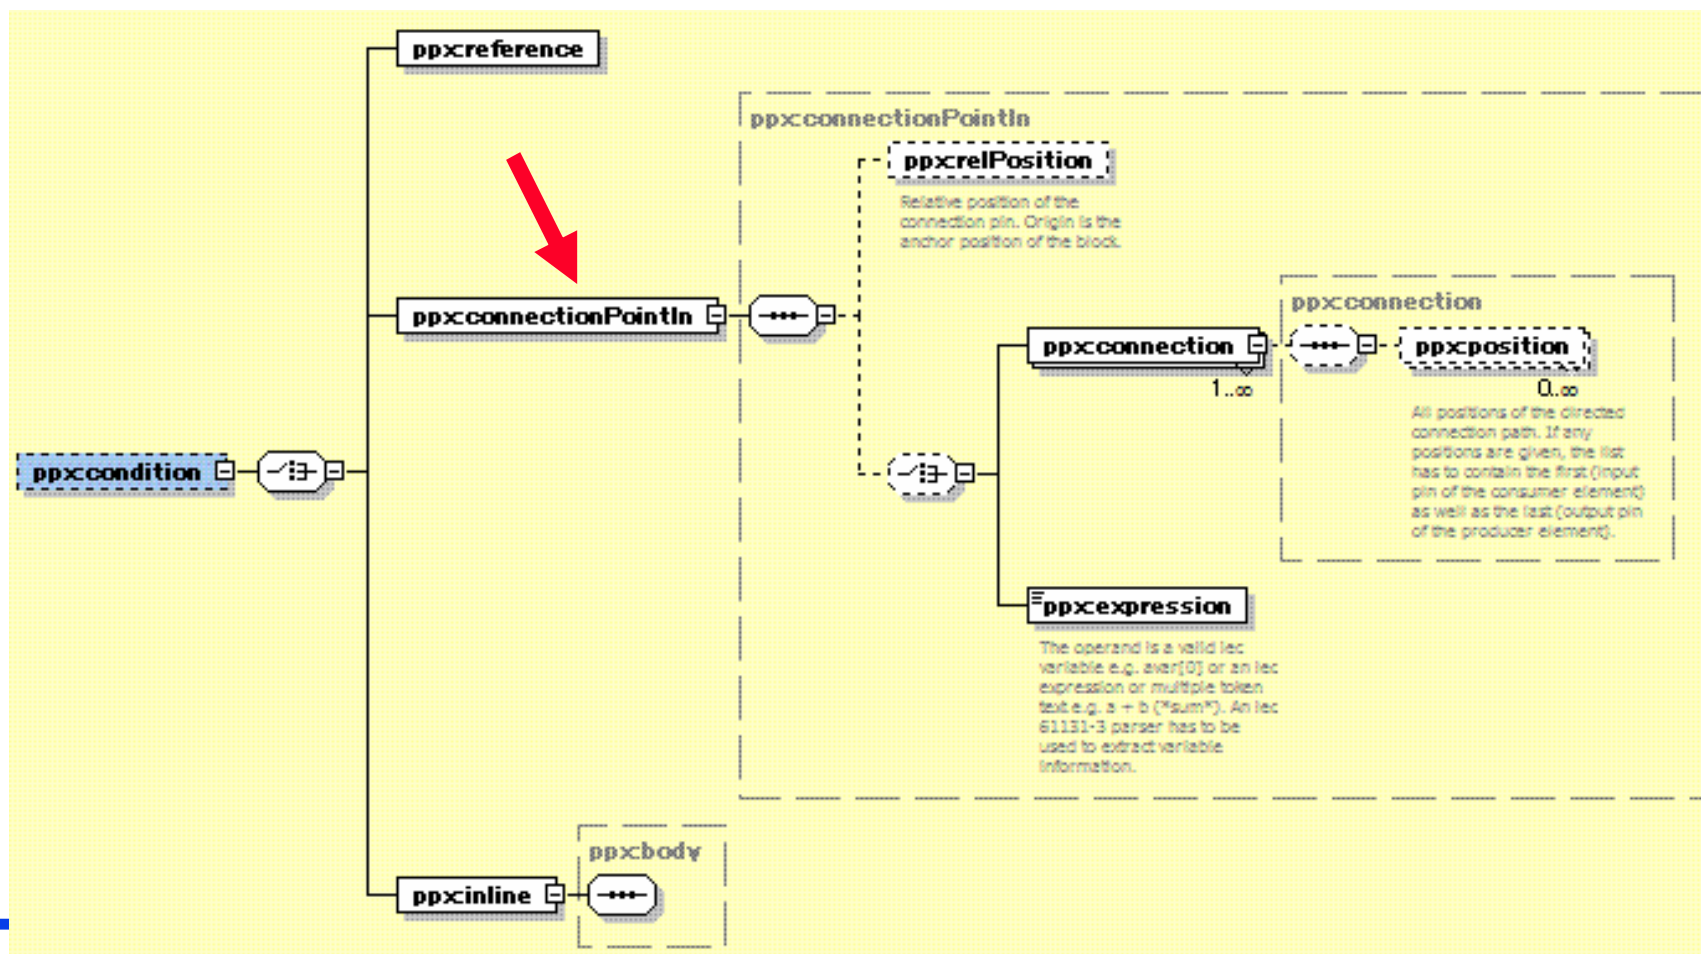 ppx:reference
ppx:connectionPointIn
ppx:relPosition
Relative position of the
connection pin. Origin is the
anchor position of the block.
ppx:connectionPointIn
ppx:connection
ppx:connection
1..∞
ppx:position
0..∞
All positions of the directed
connection path. If any
positions are given, the list
has to contain the first (input
pin of the consumer element)
as well as the last (output pin
of the producer element).
ppx:condition
ppx:expression
The operand is a valid iec
variable e.g. avar[0] or an iec
expression or multiple token
text e.g. a + b (*sum*). An iec
61131-3 parser has to be
used to extract variable
information.
ppx:body
ppx:inline